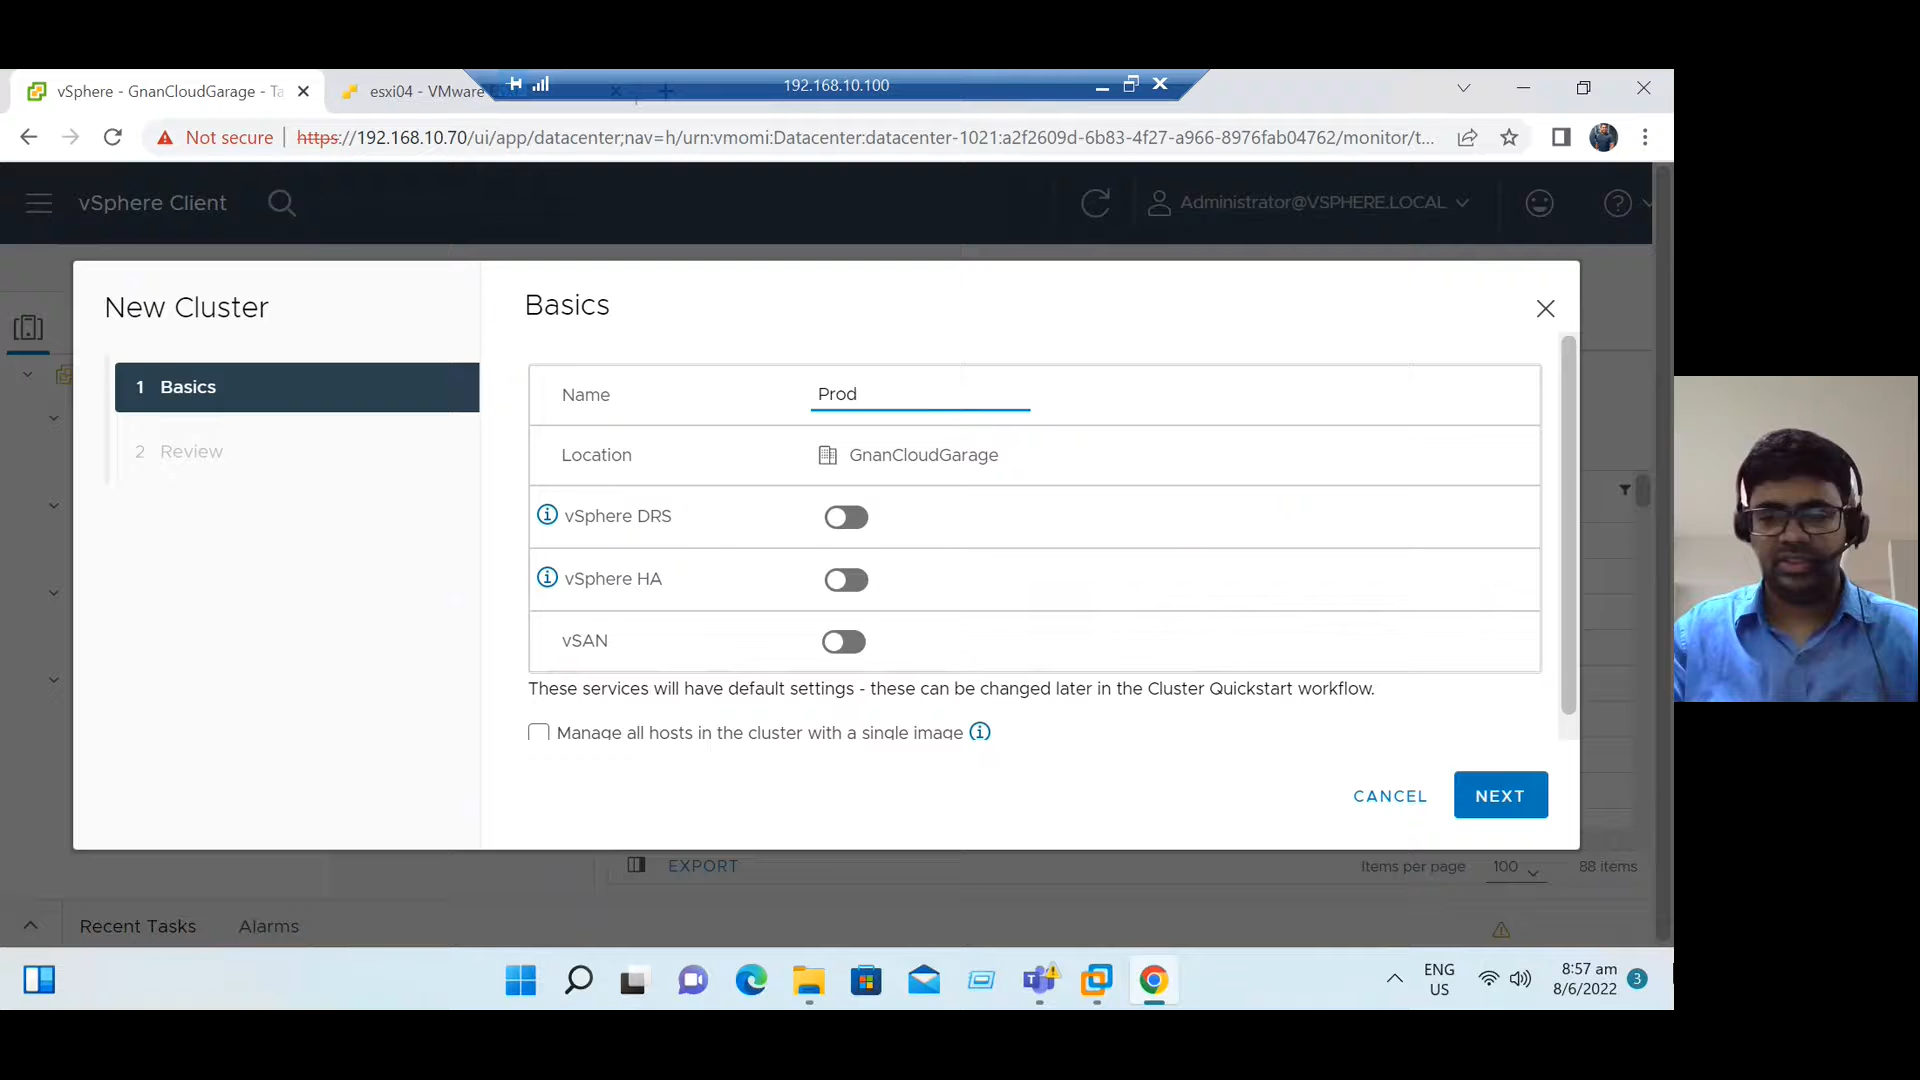 vSphere - GnanCloudGarage - Ta
esxi04 - VMware
192.168.10.100
Not secure
https://192.168.10.70/ui/app/datacenter;nav=h/urn:vmomi:Datacenter:datacenter-1021:a2f2609d-6b83-4f27-a966-8976fab04762/monitor/t...
vSphere Client
Administrator@VSPHERE.LOCAL
New Cluster
1 Basics
2 Review
Basics
Name Prod
Location GnanCloudGarage
vSphere DRS
vSphere HA
vSAN
These services will have default settings - these can be changed later in the Cluster Quickstart workflow.
Manage all hosts in the cluster with a single image
CANCEL NEXT
EXPORT
Items per page 100 88 items
Recent Tasks Alarms
ENG
US
8:57 am
8/6/2022
3